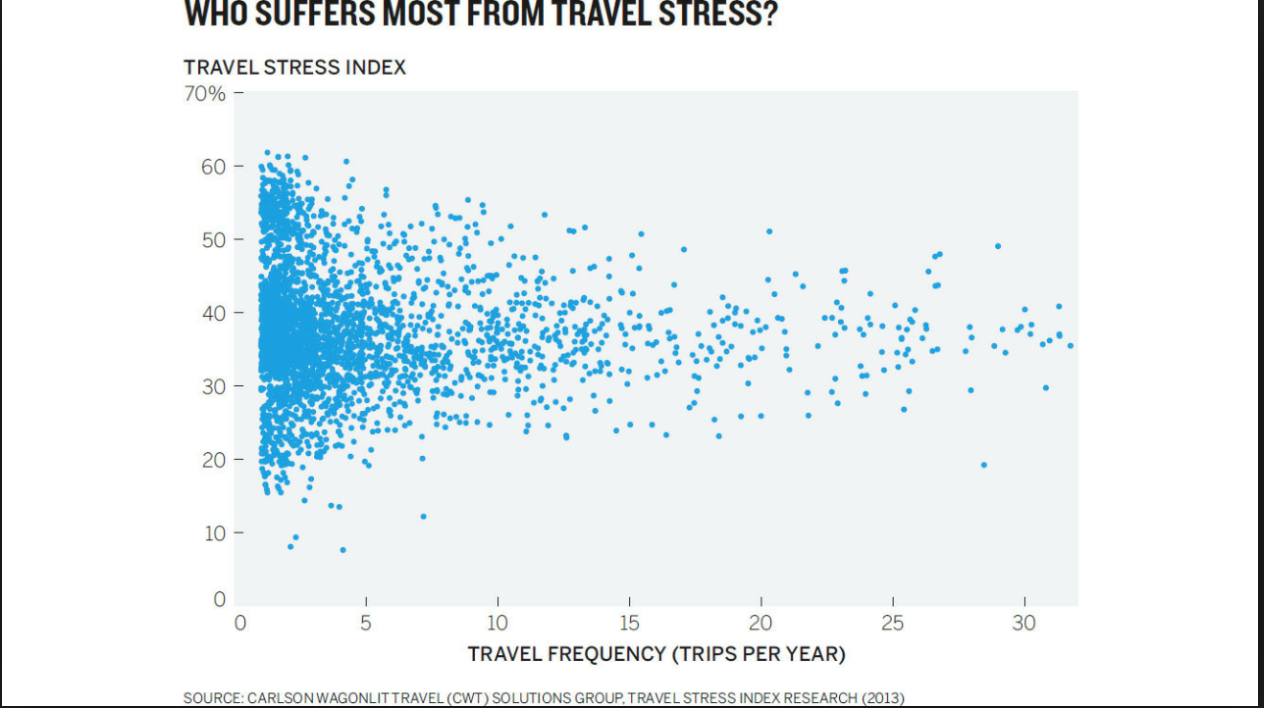 WHO SUFFERS MOST FROM TRAVEL STRESS?
TRAVEL STRESS INDEX
70%
60
50
40
30
20
10
0
0 5 10 15 20 25 30
TRAVEL FREQUENCY (TRIPS PER YEAR)
SOURCE: CARLSON WAGONLIT TRAVEL (CWT) SOLUTIONS GROUP, TRAVEL STRESS INDEX RESEARCH (2013)